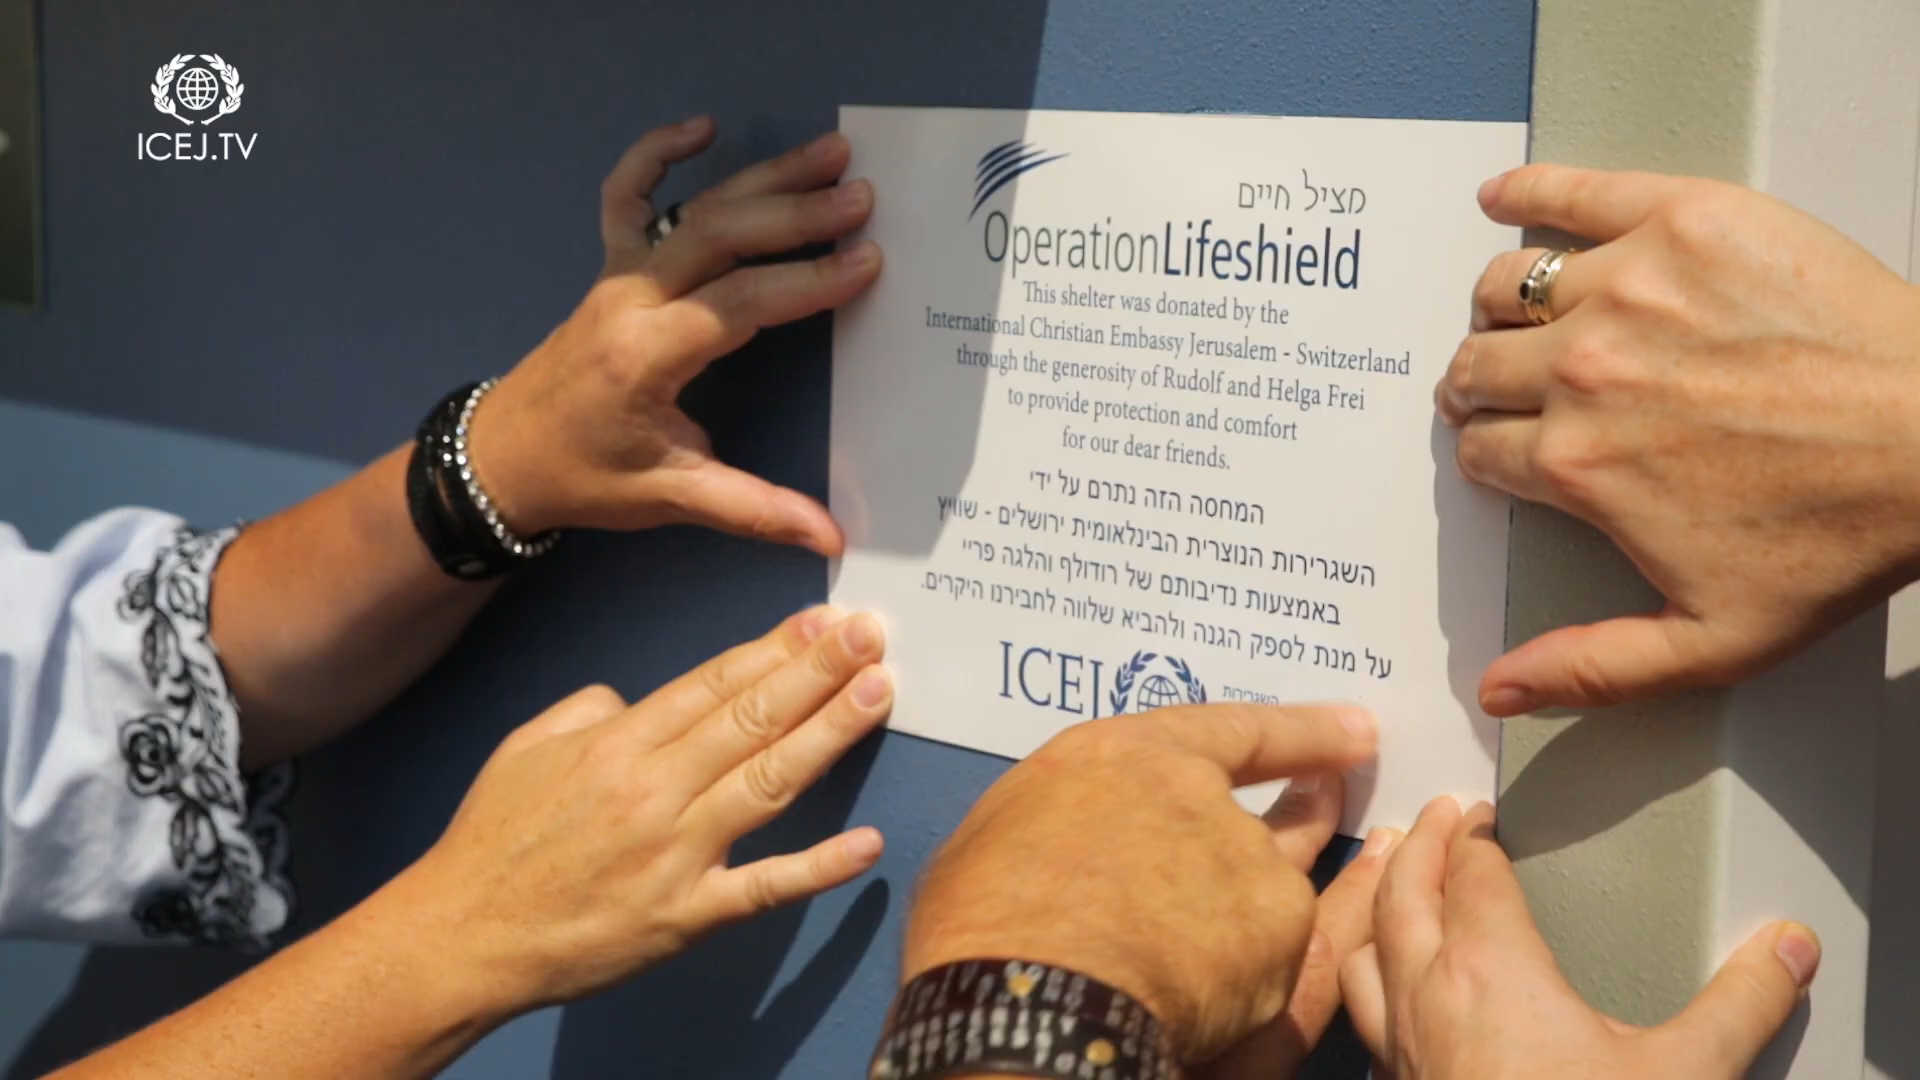 ICEJ.TV
מציל חיים
OperationLifeshield
This shelter was donated by the
International Christian Embassy Jerusalem - Switzerland
through the generosity of Rudolf and Helga Frei
to provide protection and comfort
for our dear friends.
המחסה הזה נתרם על ידי
השגרירות הנוצרית הבינלאומית ירושלים - שוויץ
באמצעות נדיבותם של רודולף והלגה פריי
על מנת לספק הגנה ולהביא שלווה לחבירנו היקרים.
ICEJ
השגרירות